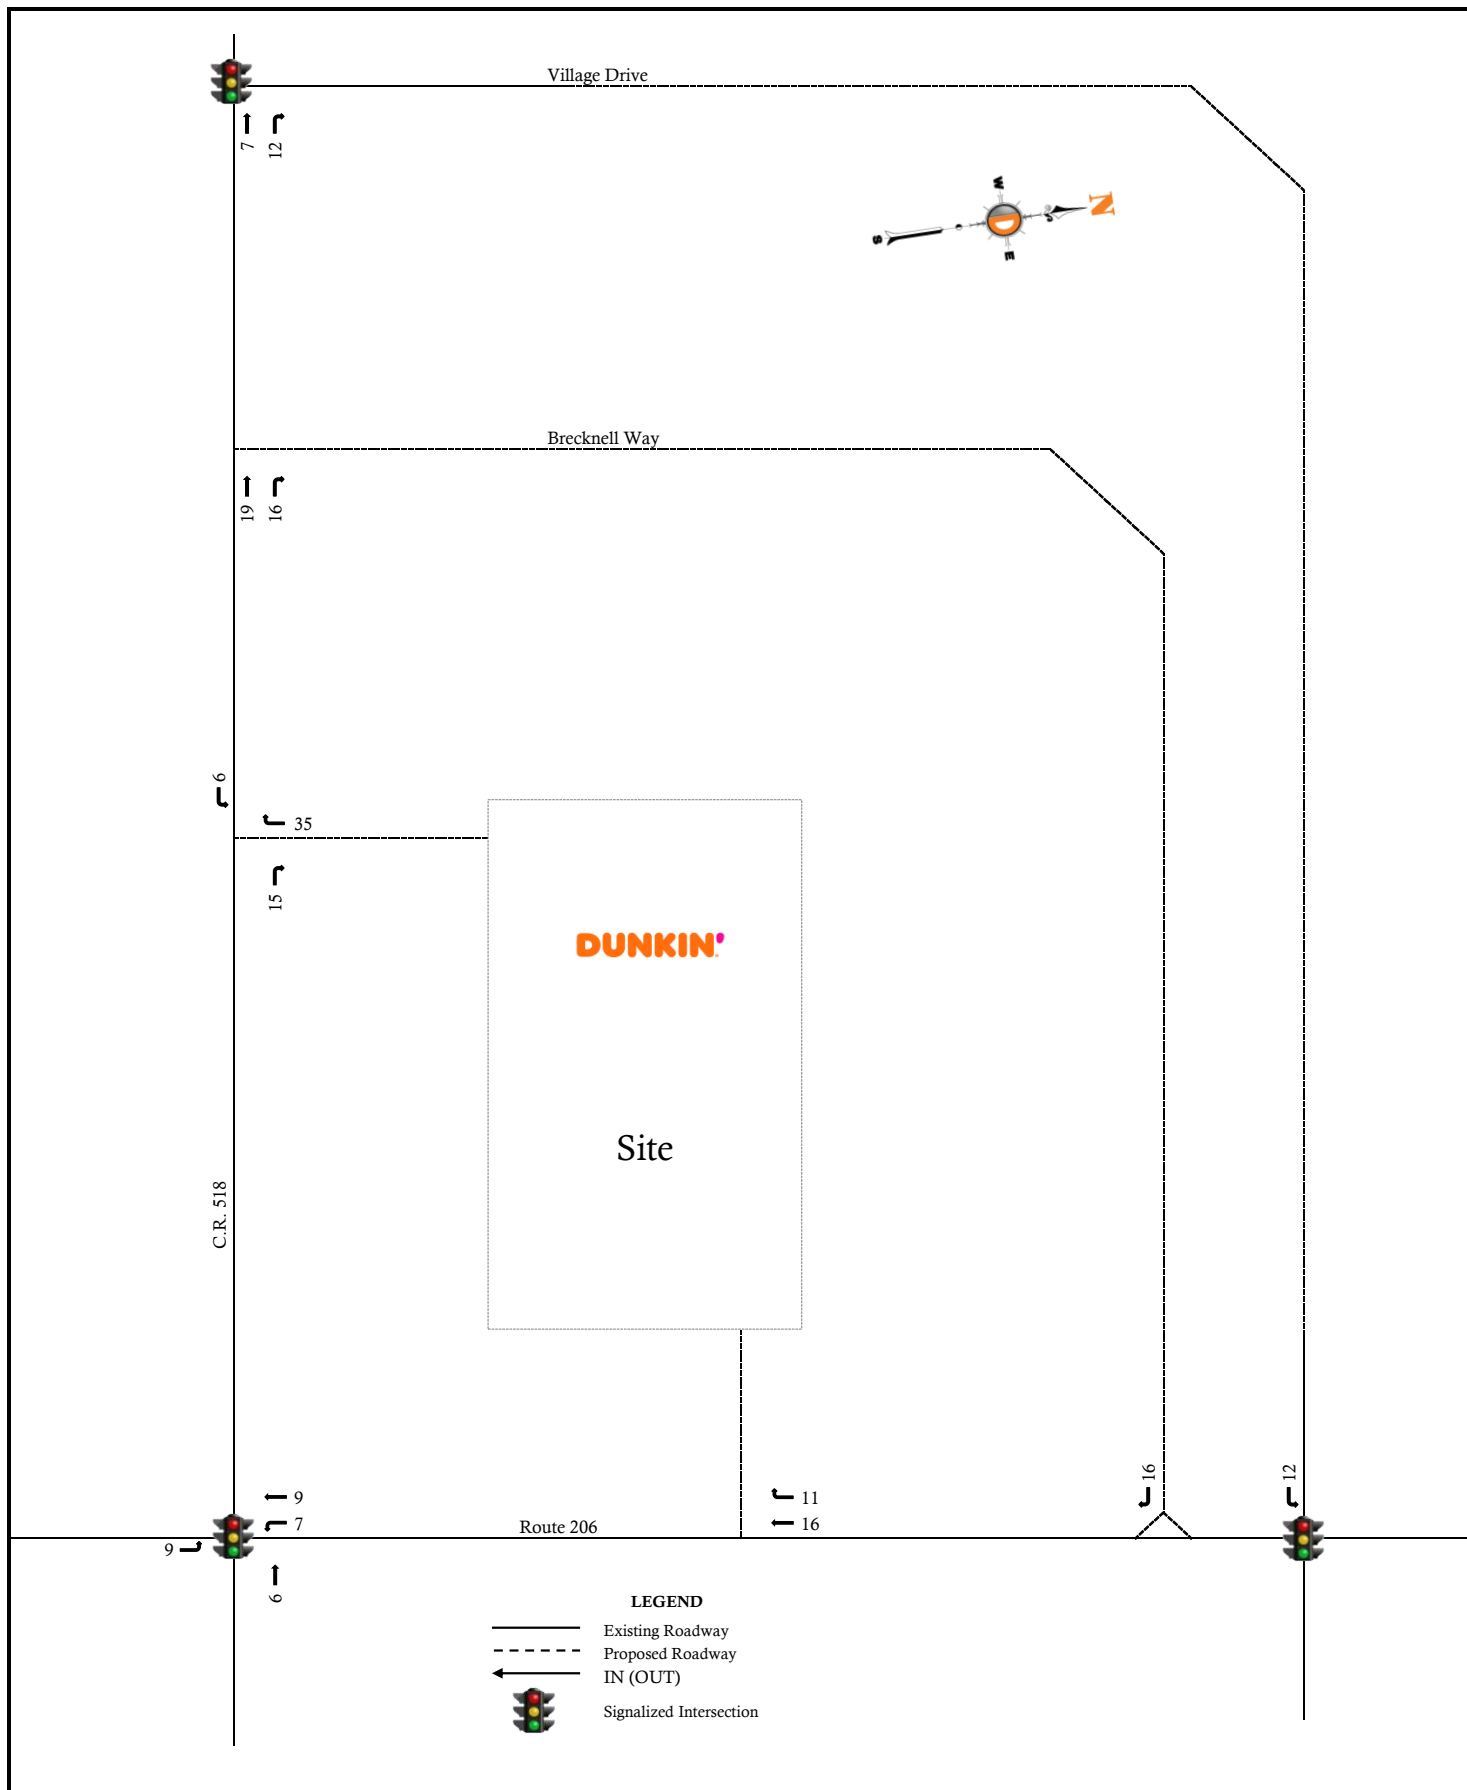 Village Drive
7
12
W
N
S
D
E
Brecknell Way
19
16
6
35
15
DUNKIN'
Site
C.R. 518
16
12
9
11
7
Route 206
16
9
6
LEGEND
Existing Roadway
Proposed Roadway
IN (OUT)
Signalized Intersection